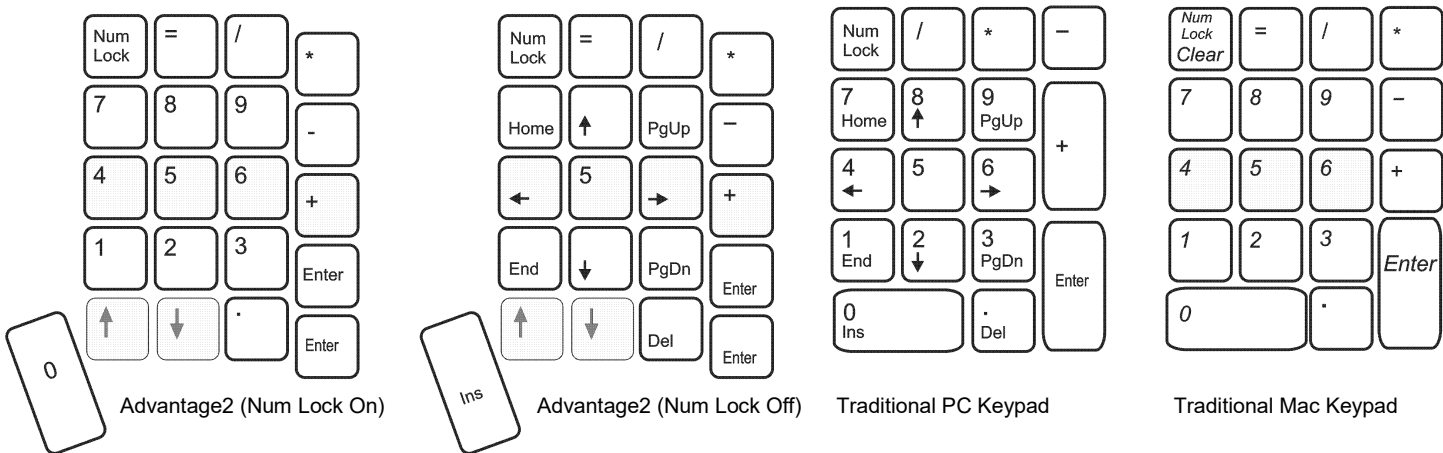 Num
Lock
=
/
*
7
8
9
-
4
5
6
+
1
2
3
Enter
↑
↓
.
Enter
0
Advantage2 (Num Lock On)
Num
Lock
=
/
*
Home
↑
PgUp
–
←
5
→
+
End
↓
PgDn
Enter
↑
↓
Del
Enter
Ins
Advantage2 (Num Lock Off)
Num
Lock
/
*
–
7
Home
8
↑
9
PgUp
+
4
←
5
6
→
1
End
2
↓
3
PgDn
Enter
0
Ins
.
Del
Traditional PC Keypad
Num
Lock
Clear
=
/
*
7
8
9
–
4
5
6
+
1
2
3
Enter
0
.
Traditional Mac Keypad